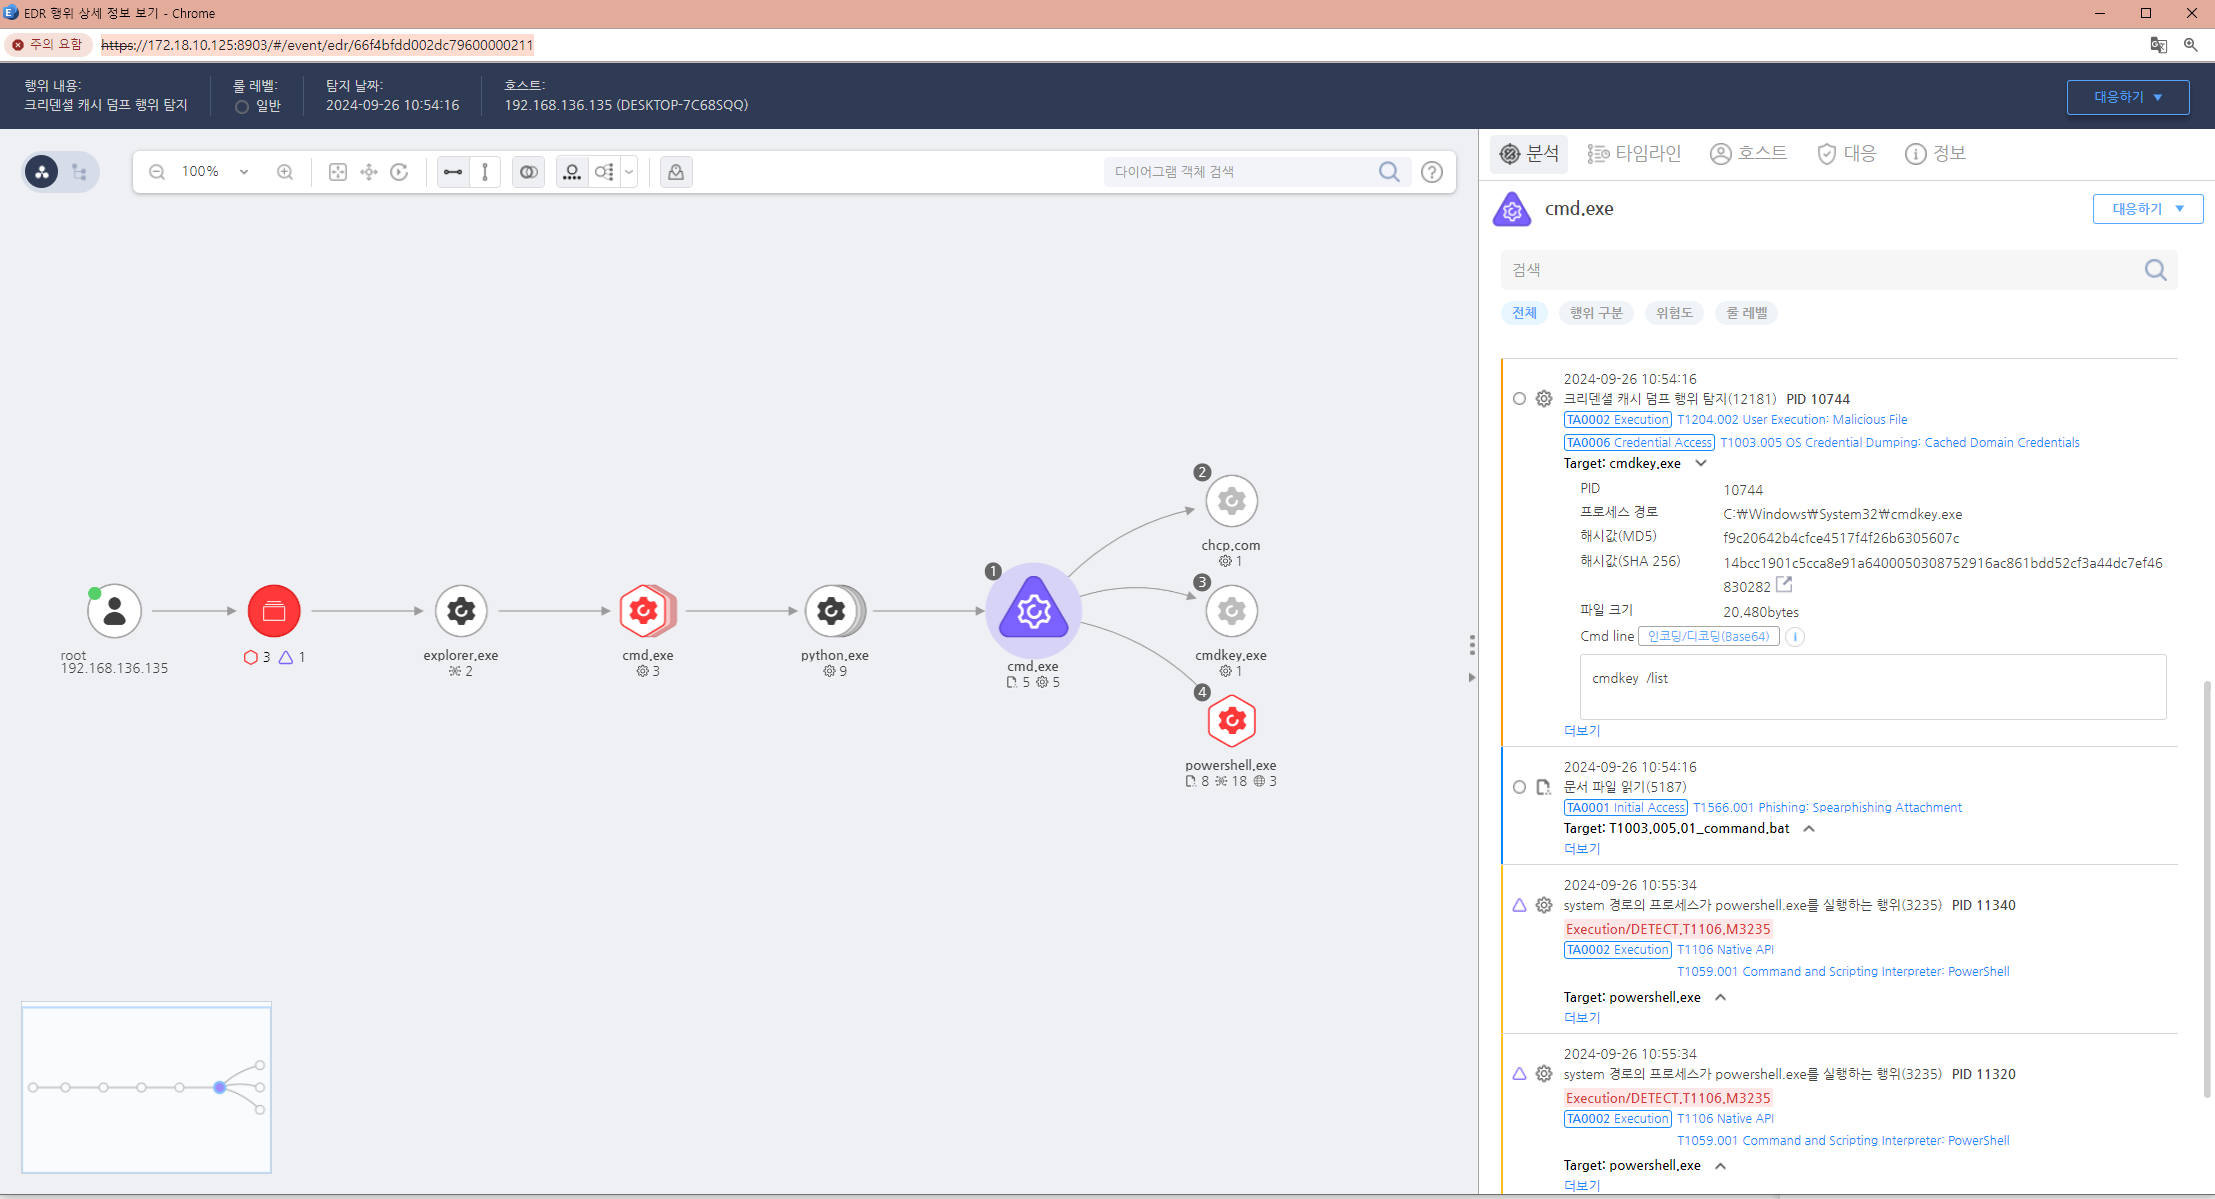 EDR 행위 상세 정보 보기 - Chrome
주의 요함 https://172.18.10.125:8903/#/event/edr/66f4bfdd002dc79600000211
행위 내용:
크리덴셜 캐시 덤프 행위 탐지
룰 레벨:
일반
탐지 날짜:
2024-09-26 10:54:16
호스트:
192.168.136.135 (DESKTOP-7C68SQQ)
대응하기
100%
다이어그램 객체 검색
root
192.168.136.135
3 1
explorer.exe
2
cmd.exe
3
python.exe
9
1
cmd.exe
5 5
2
chcp.com
1
3
cmdkey.exe
1
4
powershell.exe
8 18 3
분석 타임라인 호스트 대응 정보
cmd.exe
대응하기
검색
전체 행위 구분 위험도 룰 레벨
2024-09-26 10:54:16
크리덴셜 캐시 덤프 행위 탐지(12181) PID 10744
TA0002 Execution T1204.002 User Execution: Malicious File
TA0006 Credential Access T1003.005 OS Credential Dumping: Cached Domain Credentials
Target: cmdkey.exe
PID 10744
프로세스 경로 C:₩Windows₩System32₩cmdkey.exe
해시값(MD5) f9c20642b4cfce4517f4f26b6305607c
해시값(SHA 256) 14bcc1901c5cca8e91a6400050308752916ac861bdd52cf3a44dc7ef46
830282
파일 크기 20,480bytes
Cmd line 인코딩/디코딩(Base64)
cmdkey /list
더보기
2024-09-26 10:54:16
문서 파일 읽기(5187)
TA0001 Initial Access T1566.001 Phishing: Spearphishing Attachment
Target: T1003.005.01_command.bat
더보기
2024-09-26 10:55:34
system 경로의 프로세스가 powershell.exe를 실행하는 행위(3235) PID 11340
Execution/DETECT.T1106.M3235
TA0002 Execution T1106 Native API
T1059.001 Command and Scripting Interpreter: PowerShell
Target: powershell.exe
더보기
2024-09-26 10:55:34
system 경로의 프로세스가 powershell.exe를 실행하는 행위(3235) PID 11320
Execution/DETECT.T1106.M3235
TA0002 Execution T1106 Native API
T1059.001 Command and Scripting Interpreter: PowerShell
Target: powershell.exe
더보기